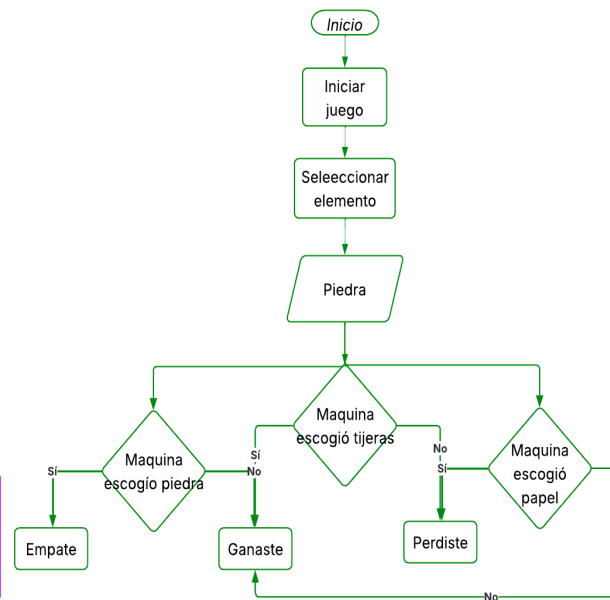 Inicio
Iniciar
juego
Seleeccionar
elemento
Piedra
Maquina
escogió tijeras
Maquina
escogío piedra
Maquina
escogió
papel
Sí
No
Sí
No
Sí
Empate
Ganaste
Perdiste
No